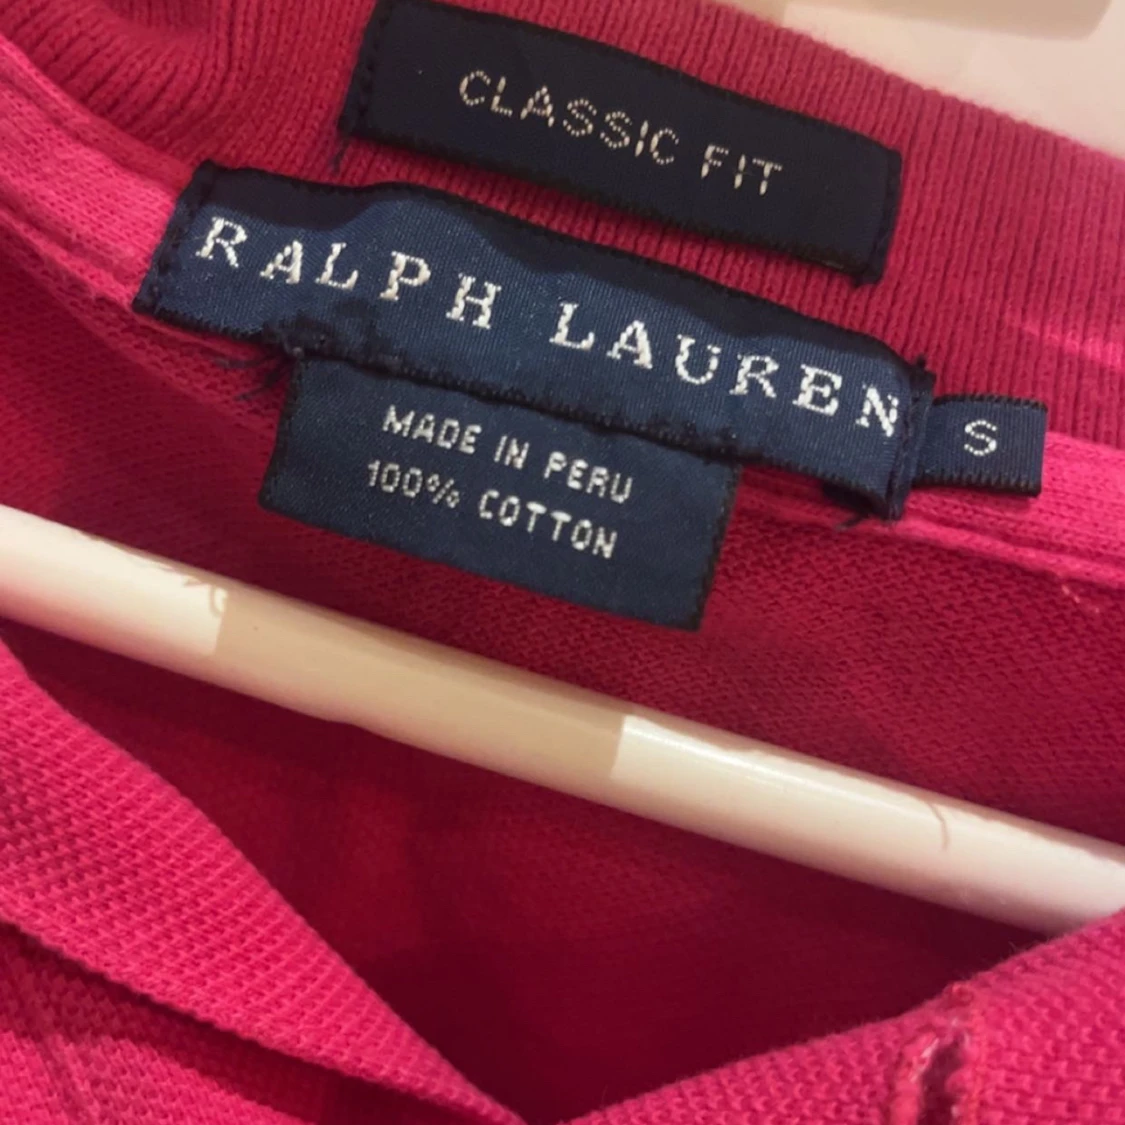 CLASSIC FIT
RALPH LAUREN
S
MADE IN PERU
100% COTTON